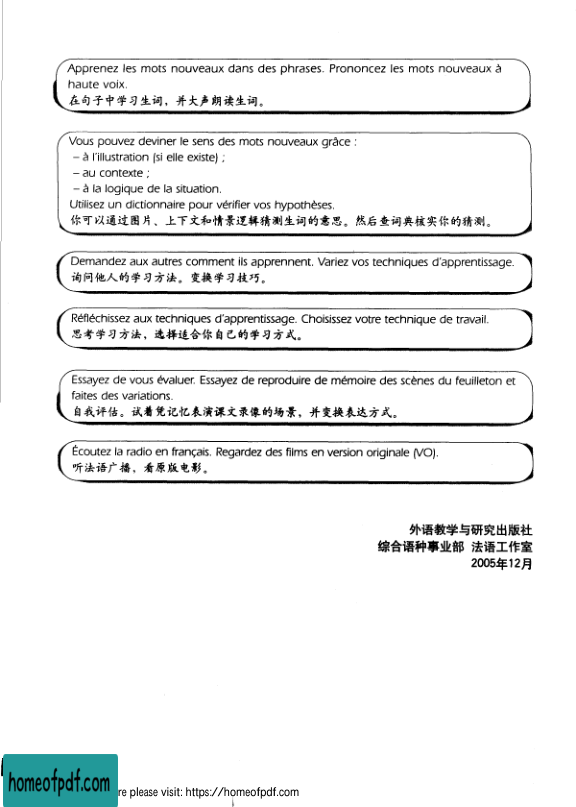 Apprenez les mots nouveaux dans des phrases. Prononcez les mots nouveaux à
haute voix.
在句子中学习生词，并大声朗读生词。
Vous pouvez deviner le sens des mots nouveaux grâce :
– à l'illustration (si elle existe) ;
– au contexte ;
– à la logique de la situation.
Utilisez un dictionnaire pour vérifier vos hypothèses.
你可以通过图片、上下文和情景逻辑猜测生词的意思。然后查词典核实你的猜测。
Demandez aux autres comment ils apprennent. Variez vos techniques d'apprentissage.
询问他人的学习方法。变换学习技巧。
Réfléchissez aux techniques d'apprentissage. Choisissez votre technique de travail.
思考学习方法，选择适合你自己的学习方式。
Essayez de vous évaluer. Essayez de reproduire de mémoire des scènes du feuilleton et
faites des variations.
自我评估。试着凭记忆表演课文录像的场景，并变换表达方式。
Écoutez la radio en français. Regardez des films en version originale (VO).
听法语广播，看原版电影。
外语教学与研究出版社
综合语种事业部 法语工作室
2005年12月
homeofpdf.com
re please visit: https://homeofpdf.com